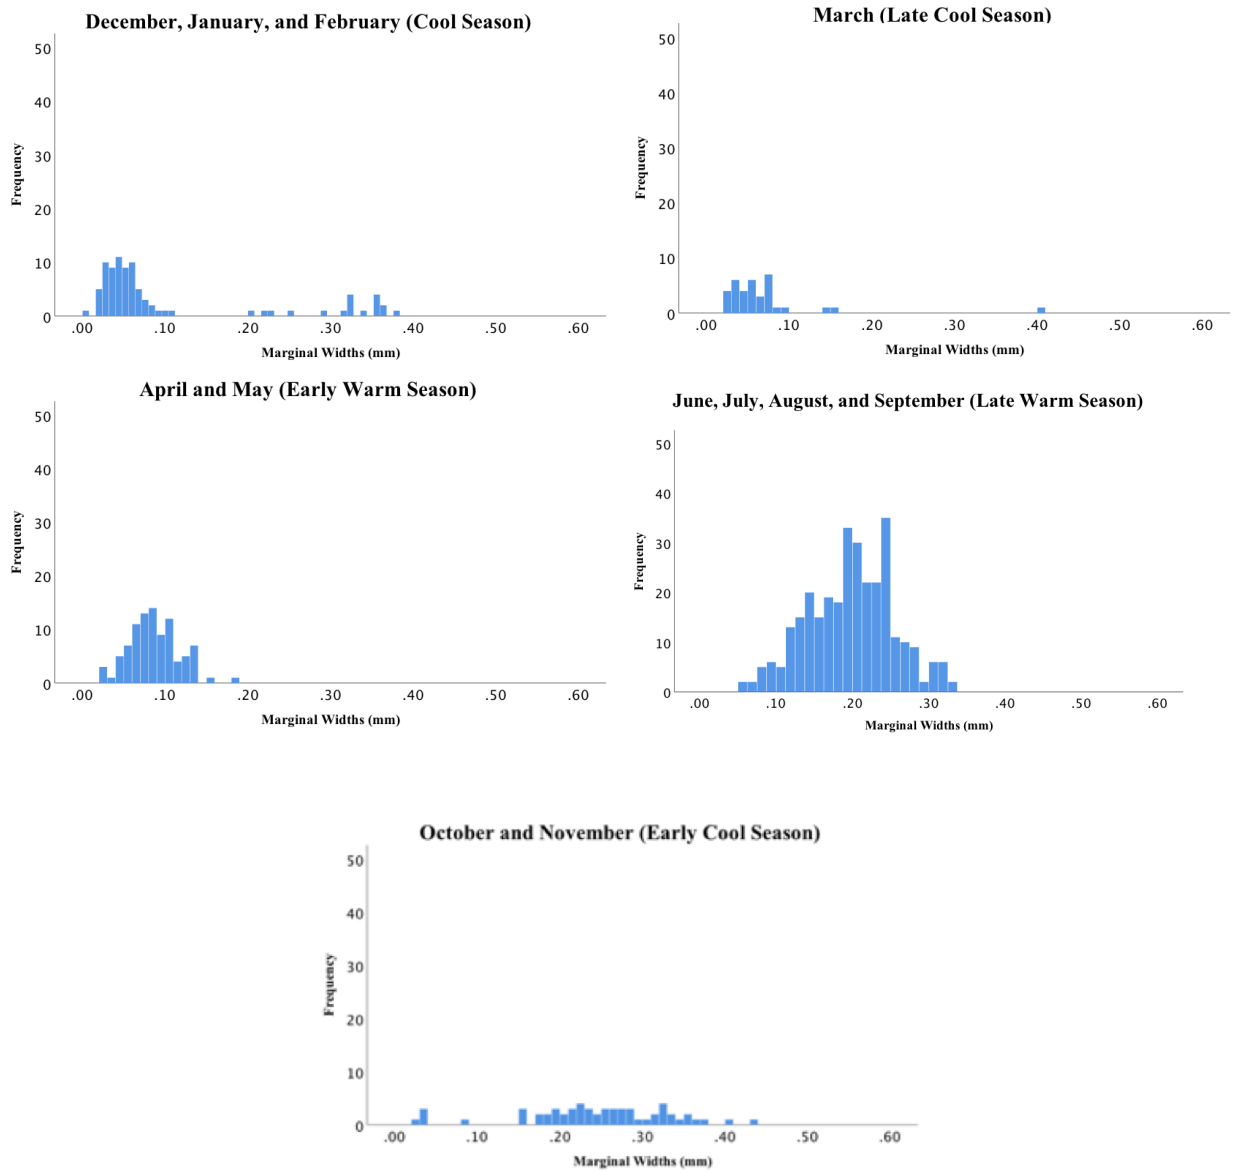 December, January, and February (Cool Season)
50
40
30
20
10
0
Frequency
.00 .10 .20 .30 .40 .50 .60
Marginal Widths (mm)
March (Late Cool Season)
50
40
30
20
10
0
Frequency
.00 .10 .20 .30 .40 .50 .60
Marginal Widths (mm)
April and May (Early Warm Season)
50
40
30
20
10
0
Frequency
.00 .10 .20 .30 .40 .50 .60
Marginal Widths (mm)
June, July, August, and September (Late Warm Season)
50
40
30
20
10
0
Frequency
.00 .10 .20 .30 .40 .50 .60
Marginal Widths (mm)
October and November (Early Cool Season)
50
40
30
20
10
0
Frequency
.00 .10 .20 .30 .40 .50 .60
Marginal Widths (mm)